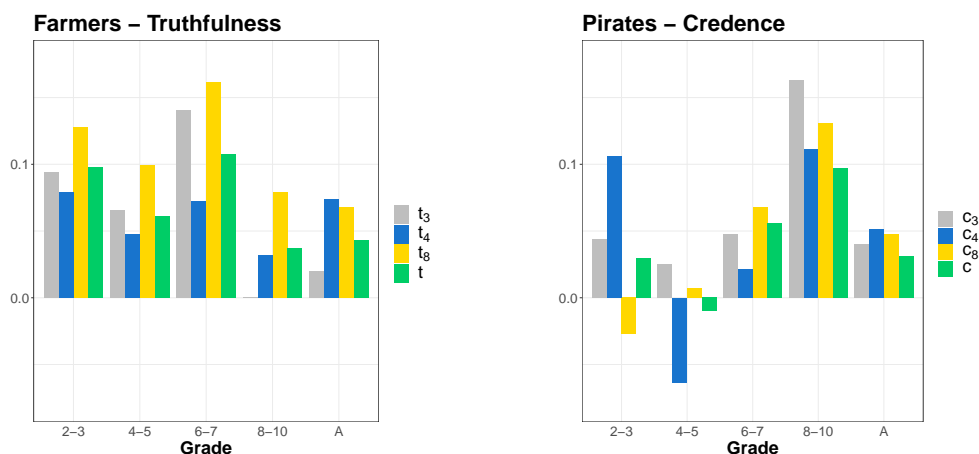 Farmers – Truthfulness
0.1
0.0
2–3 4–5 6–7 8–10 A
Grade
t3
t4
t8
t
Pirates – Credence
0.1
0.0
2–3 4–5 6–7 8–10 A
Grade
c3
c4
c8
c